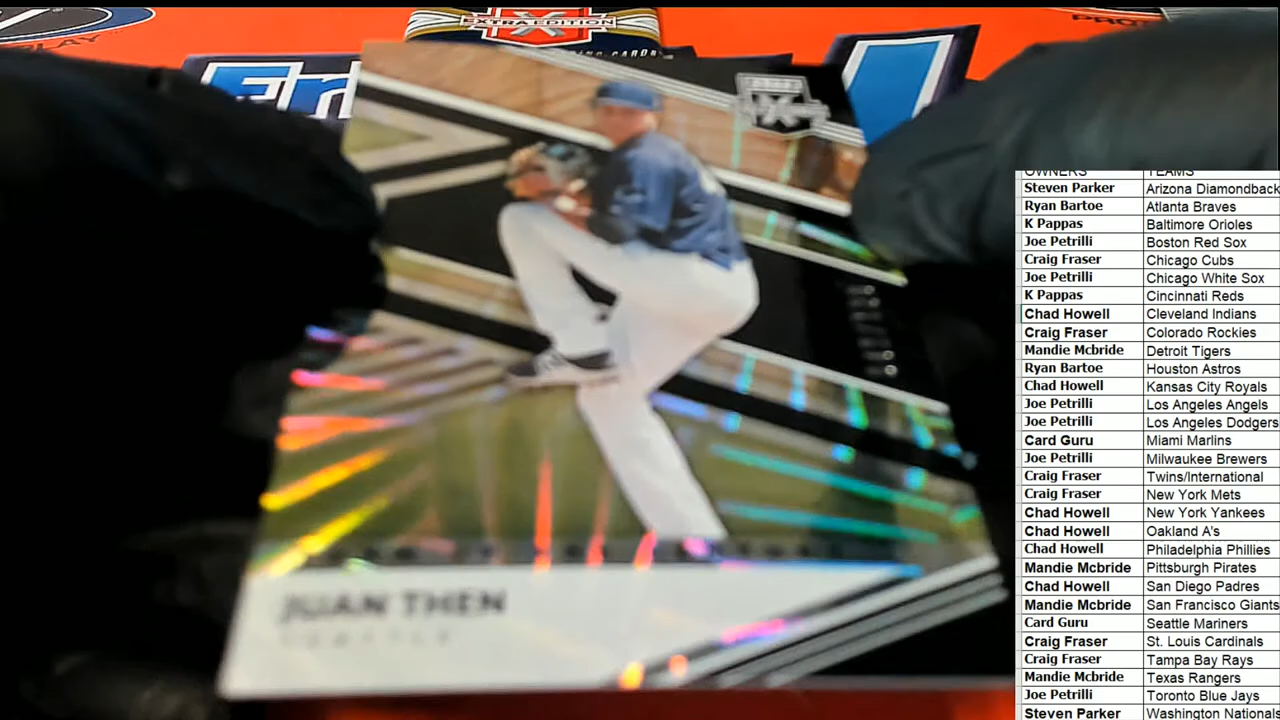 EXTRA EDITION
X
PRO
LAY
JUAN THEN
SEATTLE
OWNERS TEAMS
Steven Parker Arizona Diamondback
Ryan Bartoe Atlanta Braves
K Pappas Baltimore Orioles
Joe Petrilli Boston Red Sox
Craig Fraser Chicago Cubs
Joe Petrilli Chicago White Sox
K Pappas Cincinnati Reds
Chad Howell Cleveland Indians
Craig Fraser Colorado Rockies
Mandie Mcbride Detroit Tigers
Ryan Bartoe Houston Astros
Chad Howell Kansas City Royals
Joe Petrilli Los Angeles Angels
Joe Petrilli Los Angeles Dodgers
Card Guru Miami Marlins
Joe Petrilli Milwaukee Brewers
Craig Fraser Twins/International
Craig Fraser New York Mets
Chad Howell New York Yankees
Chad Howell Oakland A's
Chad Howell Philadelphia Phillies
Mandie Mcbride Pittsburgh Pirates
Chad Howell San Diego Padres
Mandie Mcbride San Francisco Giants
Card Guru Seattle Mariners
Craig Fraser St. Louis Cardinals
Craig Fraser Tampa Bay Rays
Mandie Mcbride Texas Rangers
Joe Petrilli Toronto Blue Jays
Steven Parker Washington Nationals